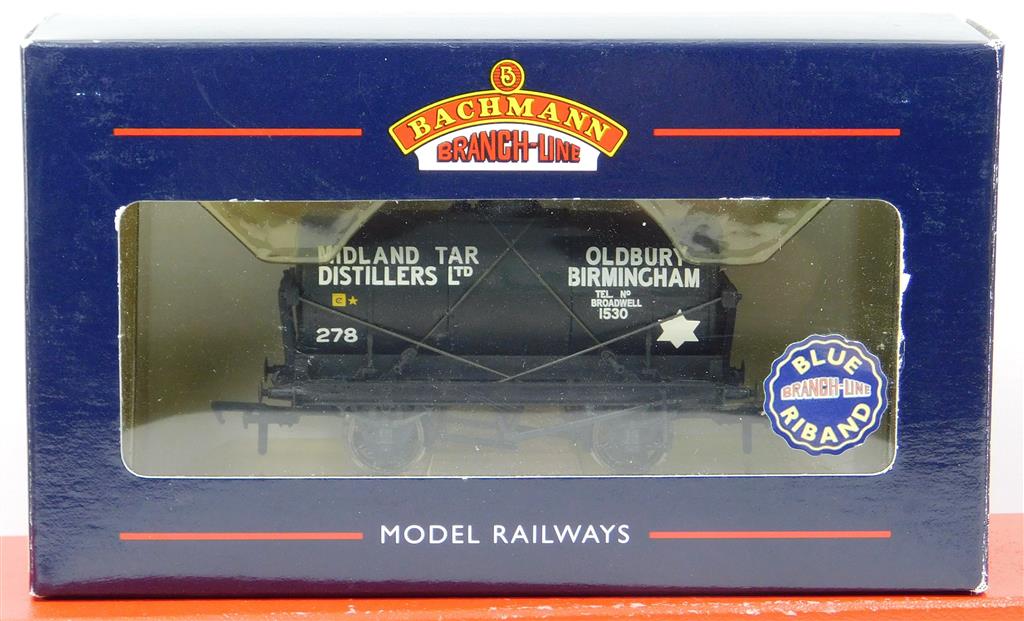 B
BACHMANN
BRANCH-LINE
MIDLAND TAR
DISTILLERS LTD
e
278
OLDBURY
BIRMINGHAM
TEL. No
BROADWELL
1530
BLUE
BRANCH-LINE
RIBAND
MODEL RAILWAYS